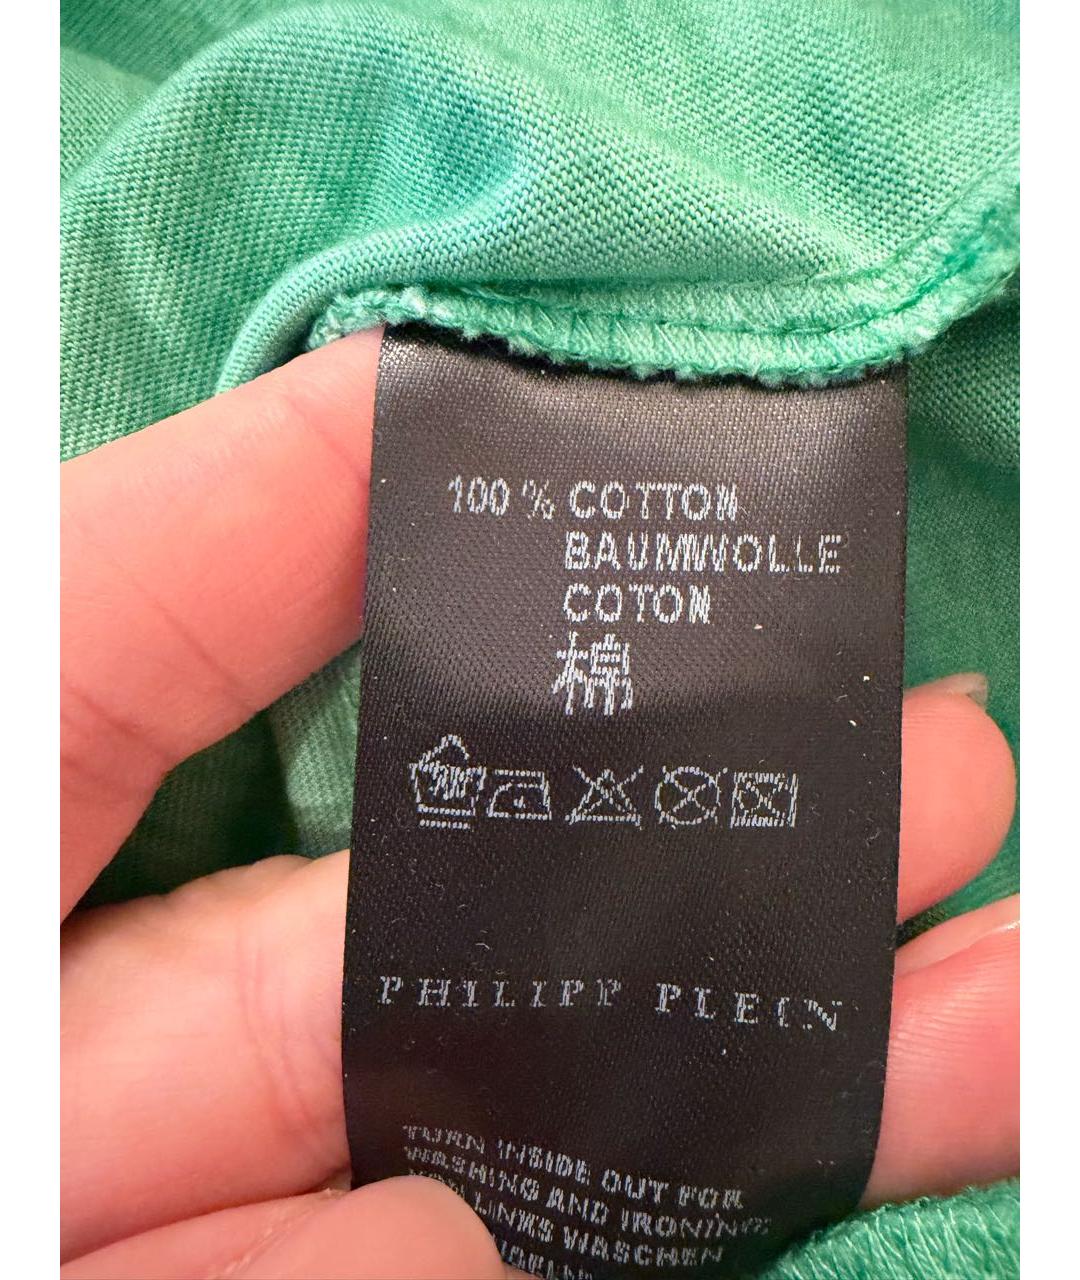 100 % COTTON
BAUMWOLLE
COTON
棉
PHILIPP PLEIN
TURN INSIDE OUT FOR
WASHING AND IRONING
VON LINKS WASCHEN